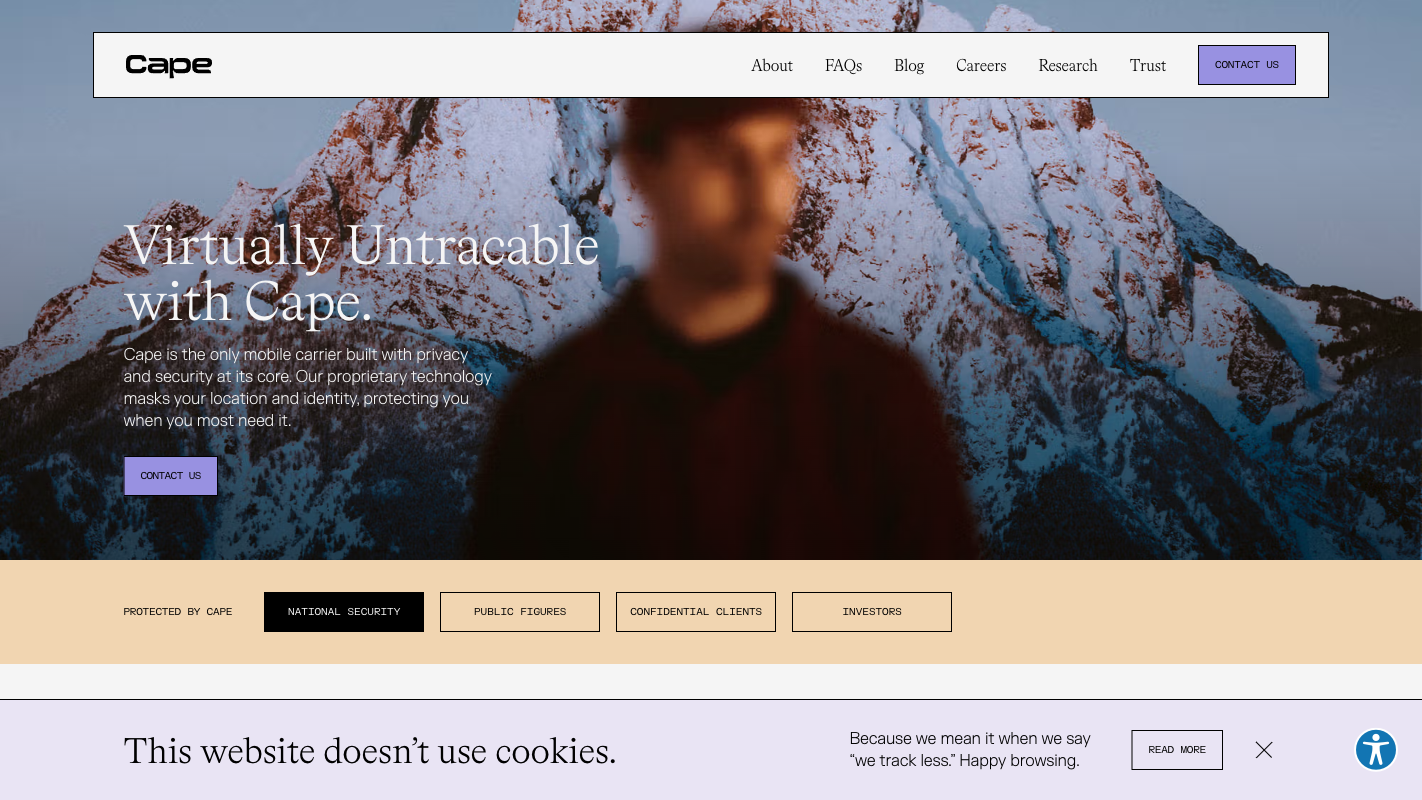 Cape
About
FAQs
Blog
Careers
Research
Trust
CONTACT US
Virtually Untracable
with Cape.
Cape is the only mobile carrier built with privacy
and security at its core. Our proprietary technology
masks your location and identity, protecting you
when you most need it.
CONTACT US
PROTECTED BY CAPE
NATIONAL SECURITY
PUBLIC FIGURES
CONFIDENTIAL CLIENTS
INVESTORS
This website doesn’t use cookies.
Because we mean it when we say
“we track less.” Happy browsing.
READ MORE